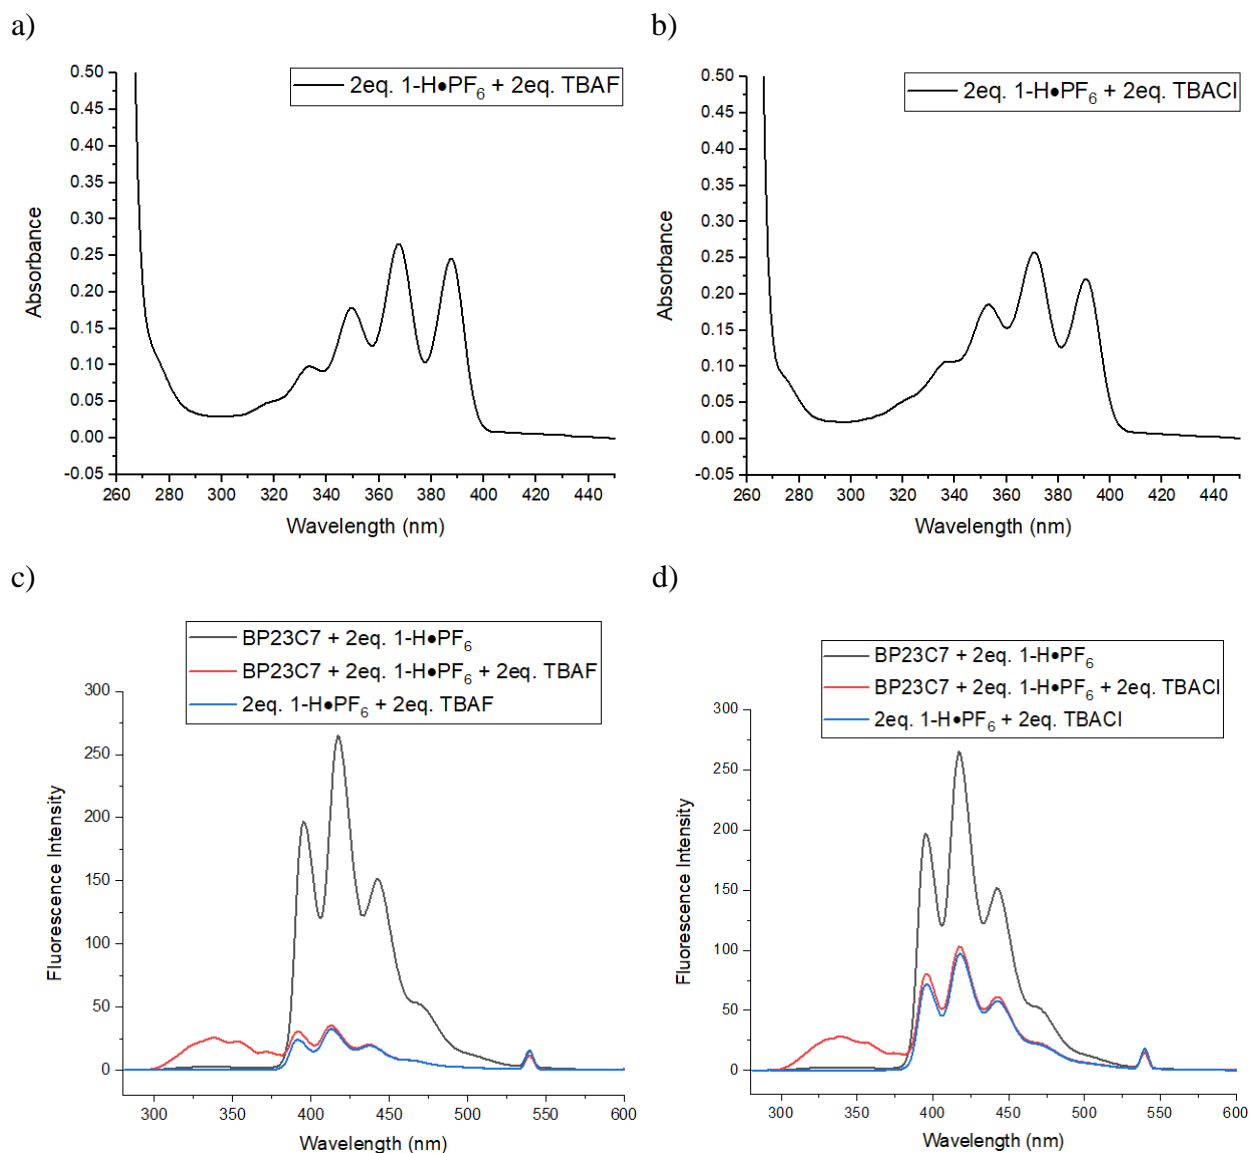 a)
2eq. 1-H●PF6 + 2eq. TBAF
0.50
0.45
0.40
0.35
0.30
0.25
0.20
0.15
0.10
0.05
0.00
-0.05
Absorbance
260 280 300 320 340 360 380 400 420 440
Wavelength (nm)
b)
2eq. 1-H●PF6 + 2eq. TBACl
0.50
0.45
0.40
0.35
0.30
0.25
0.20
0.15
0.10
0.05
0.00
-0.05
Absorbance
260 280 300 320 340 360 380 400 420 440
Wavelength (nm)
c)
BP23C7 + 2eq. 1-H●PF6
BP23C7 + 2eq. 1-H●PF6 + 2eq. TBAF
2eq. 1-H●PF6 + 2eq. TBAF
300
250
200
150
100
50
0
Fluorescence Intensity
300 350 400 450 500 550 600
Wavelength (nm)
d)
BP23C7 + 2eq. 1-H●PF6
BP23C7 + 2eq. 1-H●PF6 + 2eq. TBACl
2eq. 1-H●PF6 + 2eq. TBACl
300
250
200
150
100
50
0
Fluorescence Intensity
300 350 400 450 500 550 600
Wavelength (nm)